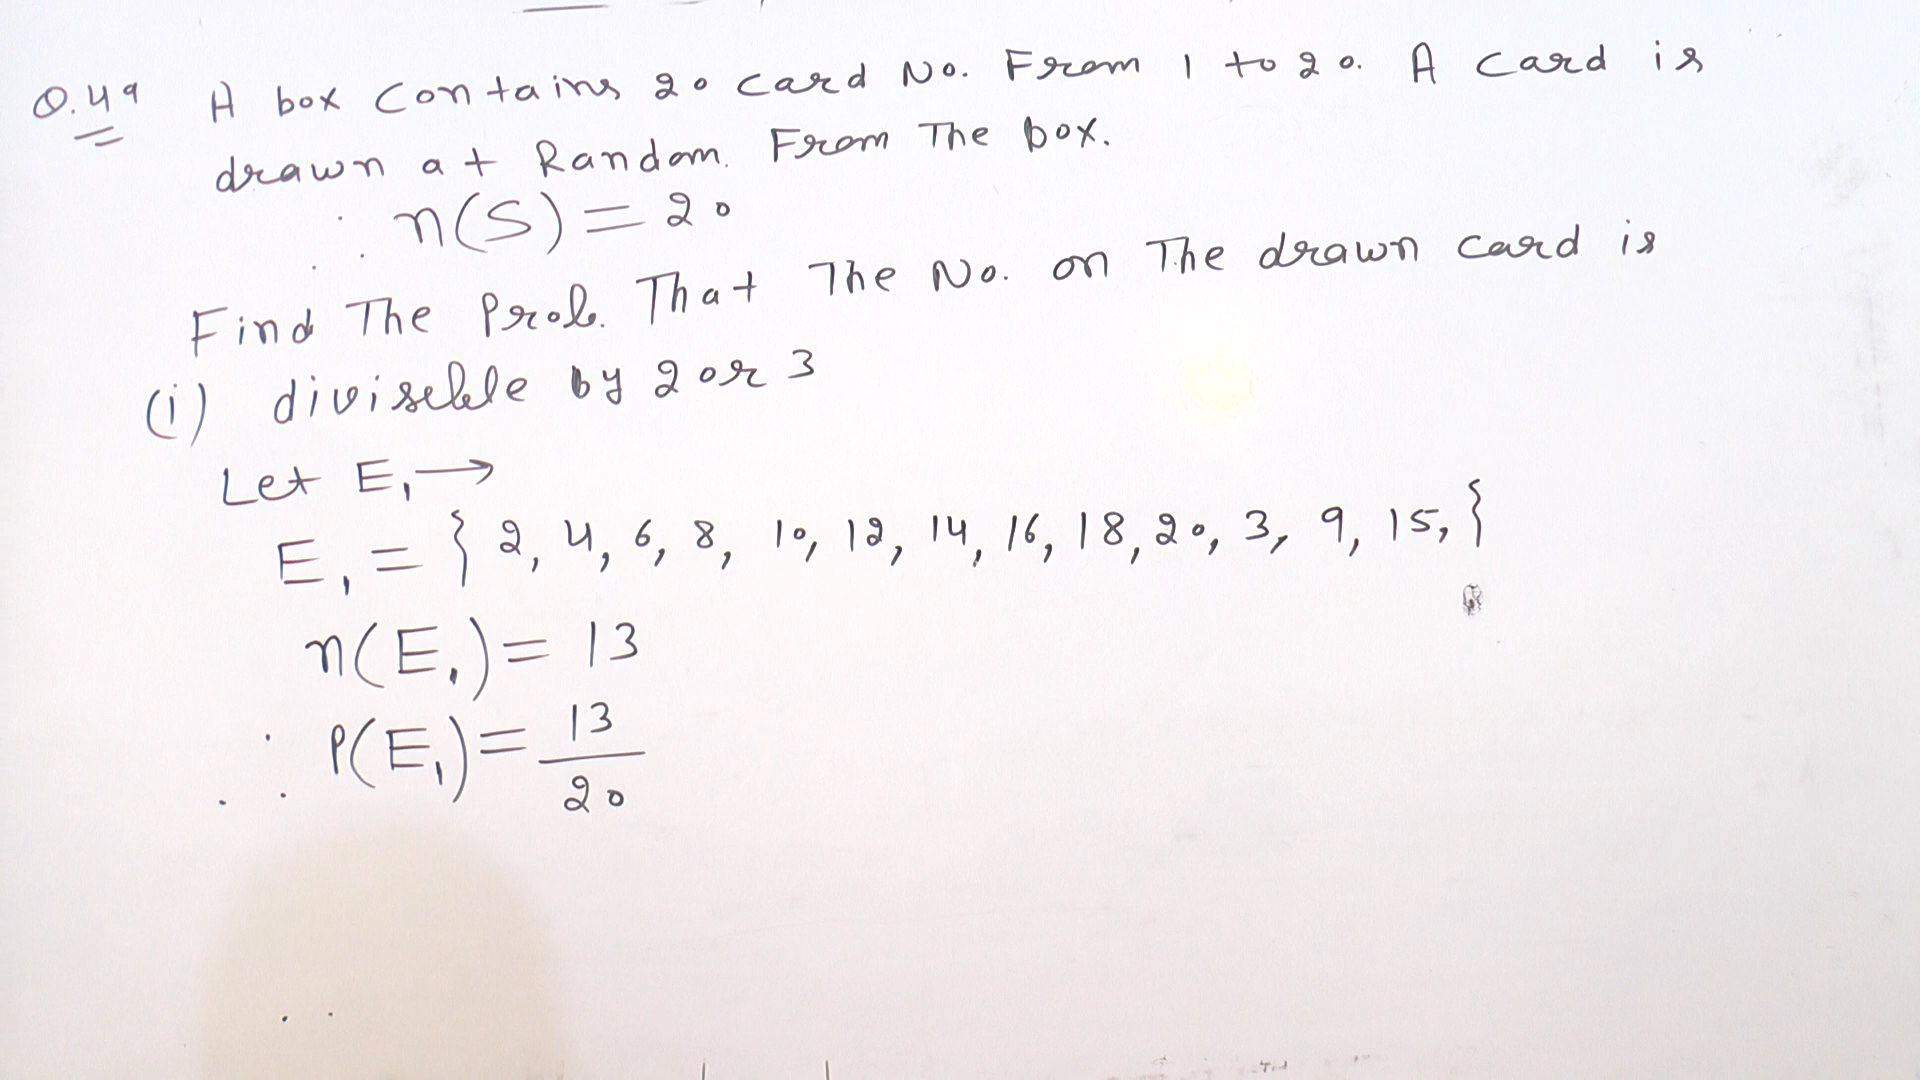 Q.49 A box Contains 20 card No. From 1 to 20. A card is
drawn at Random. From The box.
∴ n(S) = 20
Find The Prob. That The No. on The drawn card is
(i) diviseble by 2 or 3
Let E₁ →
E₁ = { 2, 4, 6, 8, 10, 12, 14, 16, 18, 20, 3, 9, 15, }
n(E₁) = 13
∴ P(E₁) = 13/20